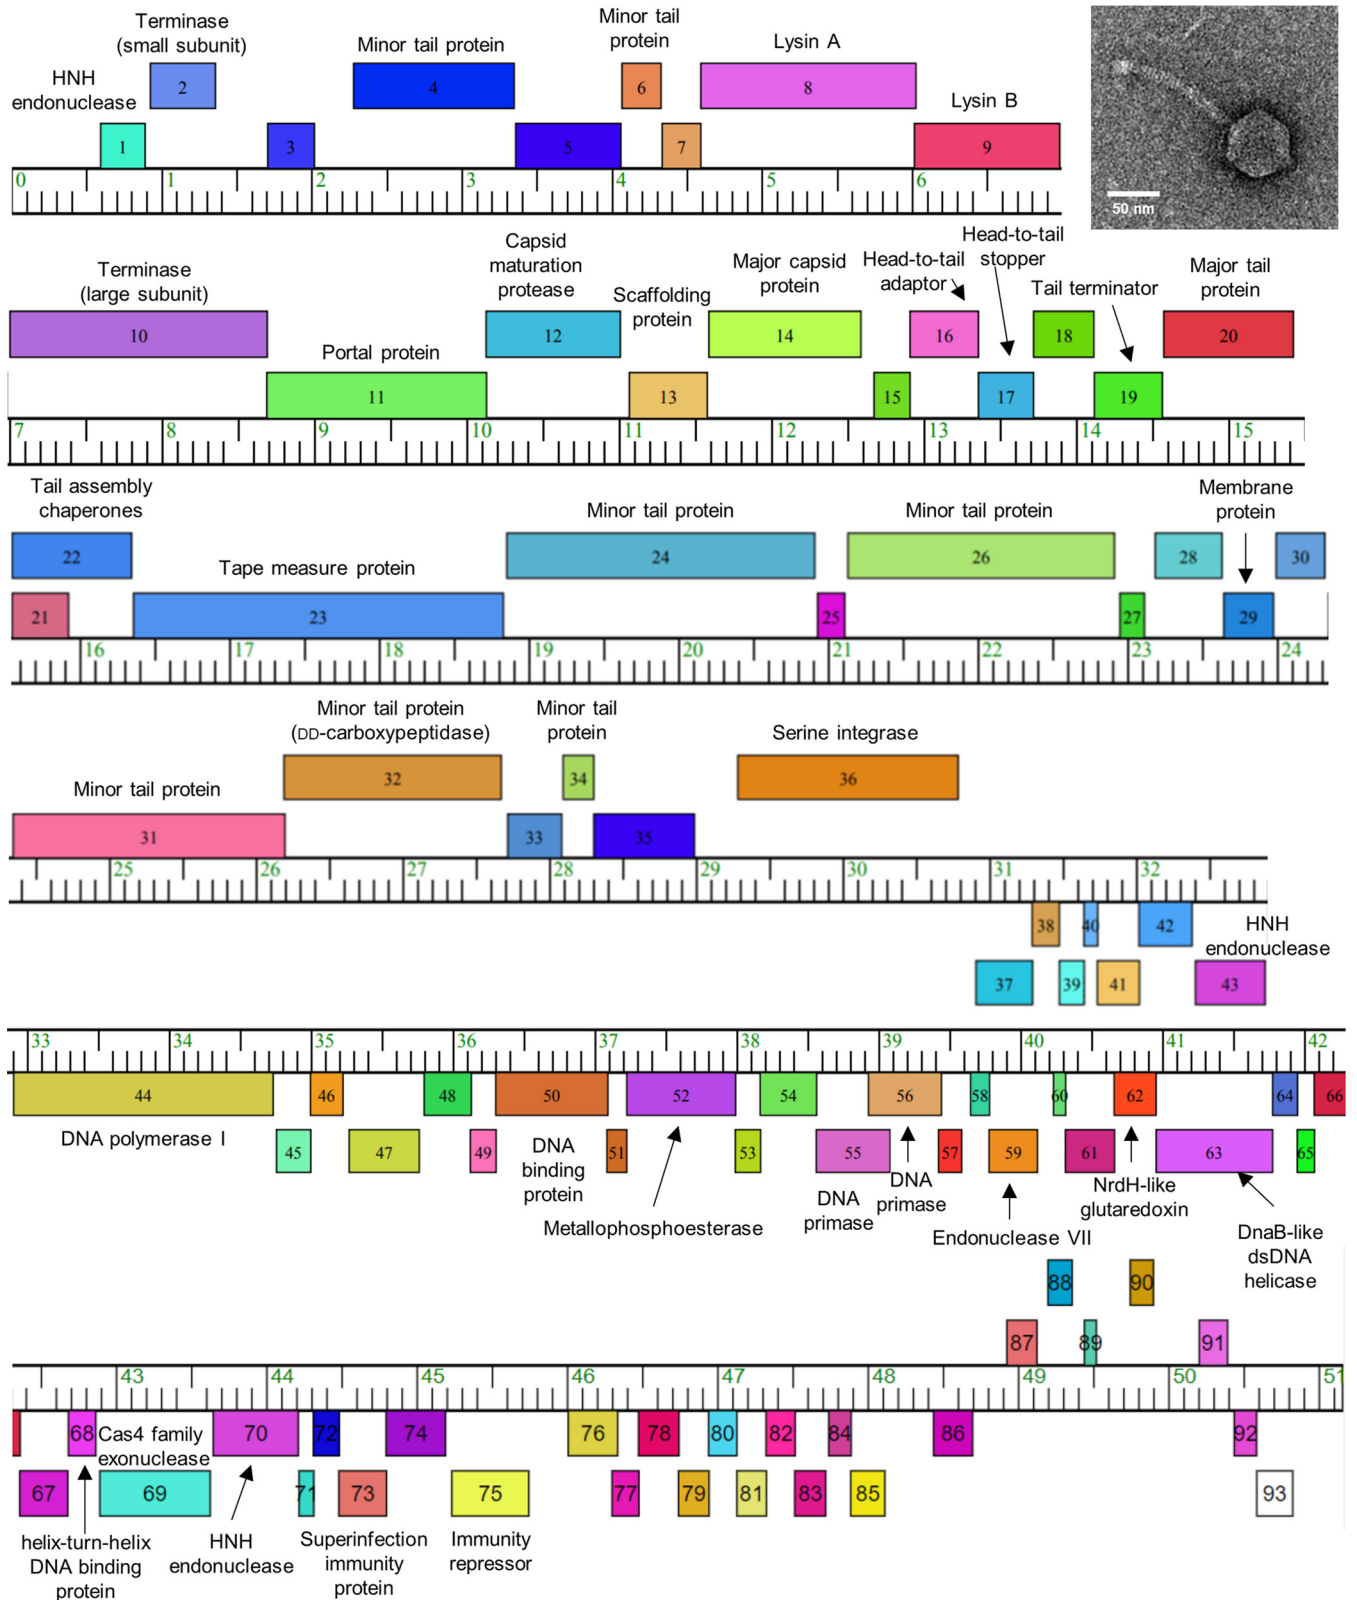 Terminase
(small subunit)
HNH
endonuclease
Minor tail protein
Minor tail
protein
Lysin A
Lysin B
2
4
6
8
1
3
5
7
9
0 1 2 3 4 5 6
50 nm
Terminase
(large subunit)
Portal protein
Capsid
maturation
protease
Scaffolding
protein
Major capsid
protein
Head-to-tail
adaptor
Head-to-tail
stopper
Tail terminator
Major tail
protein
10
12
14
16
18
20
11
13
15
17
19
7 8 9 10 11 12 13 14 15
Tail assembly
chaperones
Tape measure protein
Minor tail protein
Minor tail protein
Membrane
protein
22
24
26
28
30
21
23
25
27
29
16 17 18 19 20 21 22 23 24
Minor tail protein
Minor tail protein
(DD-carboxypeptidase)
Minor tail
protein
Serine integrase
32
34
36
31
33
35
25 26 27 28 29 30 31 32
38
40
42
HNH
endonuclease
37
39
41
43
33 34 35 36 37 38 39 40 41 42
44
46
48
50
52
54
56
58
60
62
64
66
DNA polymerase I
45
47
49
51
53
55
57
59
61
63
65
DNA
binding
protein
Metallophosphoesterase
DNA
primase
DNA
primase
Endonuclease VII
NrdH-like
glutaredoxin
DnaB-like
dsDNA
helicase
88
90
87
89
91
43 44 45 46 47 48 49 50 51
68
Cas4 family
exonuclease
70
72
74
76
78
80
82
84
86
92
67
69
71
73
75
77
79
81
83
85
93
helix-turn-helix
DNA binding
protein
HNH
endonuclease
Superinfection
immunity
protein
Immunity
repressor